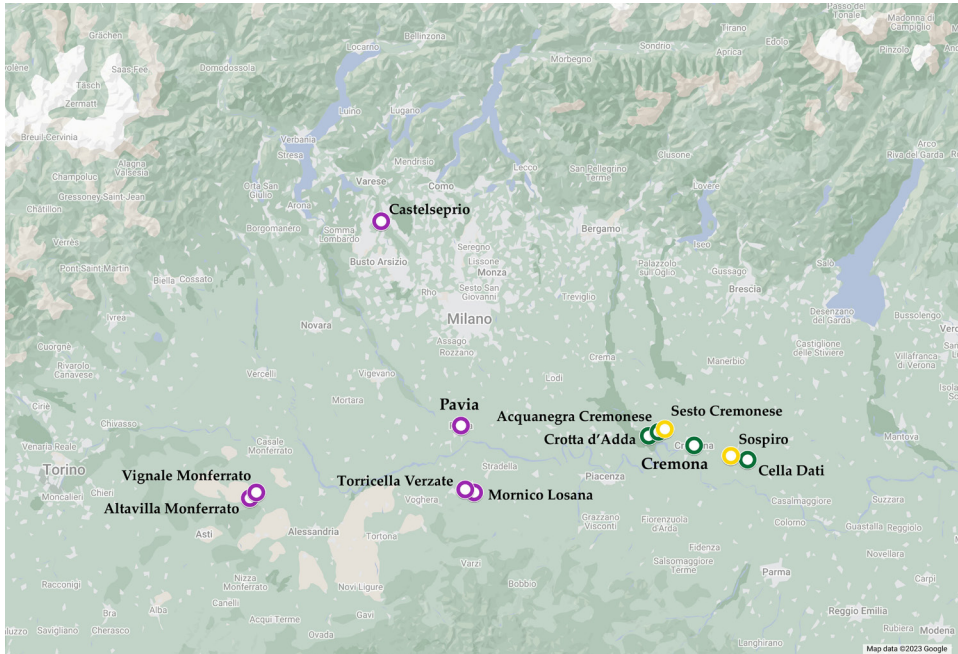 Grächen
Saas-Fee
Täsch
Zermatt
Breuil Cervinia
Alagna
Valsesia
Champoluc
Gressoney-Saint-Jean
Châtillon
Verrès
Pont Saint Martin
Biella
Cossato
Ivrea
Cuorgnè
Rivarolo
Canavese
Cirié
Chivasso
Venaria Reale
Torino
Moncalieri
Chieri
Domodossola
Locarno
Bellinzona
Lugano
Luino
Verbania
Stresa
Mendrisio
Orta San
Giulio
Arona
Varese
Como
Lecco
Borgomanero
Somma
Lombardo
Castelseprio
Busto Arsizio
Seregno
Lissone
Monza
Sesto San
Giovanni
Rho
Milano
Assago
Rozzano
Novara
Vercelli
Vigevano
Mortara
Casale
Monferrato
Sondrio
Morbegno
Tirano
Aprica
Edolo
Passo del
Tonale
Madonna di
Campiglio
Pinzolo
Arco
Riva del Garda
San Pellegrino
Terme
Clusone
Lovere
Bergamo
Iseo
Palazzolo
sull'Oglio
Gussago
Brescia
Salò
Treviglio
Desenzano
del Garda
Bussolengo
Castiglione
delle Stiviere
Villafranca
di Verona
Crema
Manerbio
Lodi
Mantova
Pavia
Acquanegra Cremonese
Sesto Cremonese
Crotta d'Adda
Cremona
Sospiro
Cella Dati
Vignale Monferrato
Altavilla Monferrato
Torricella Verzate
Mornico Losana
Stradella
Voghera
Piacenza
Casalmaggiore
Suzzara
Colorno
Guastalla
Reggiolo
Asti
Alessandria
Tortona
Grazzano
Visconti
Fiorenzuola
d'Arda
Fidenza
Salsomaggiore
Terme
Parma
Novellara
Carpi
Varzi
Bobbio
Nizza
Monferrato
Novi Ligure
Racconigi
Canelli
Bra
Alba
Acqui Terme
Gavi
Ovada
Savigliano
Cherasco
Reggio Emilia
Rubiera
Modena
Langhirano
Map data ©2023 Google